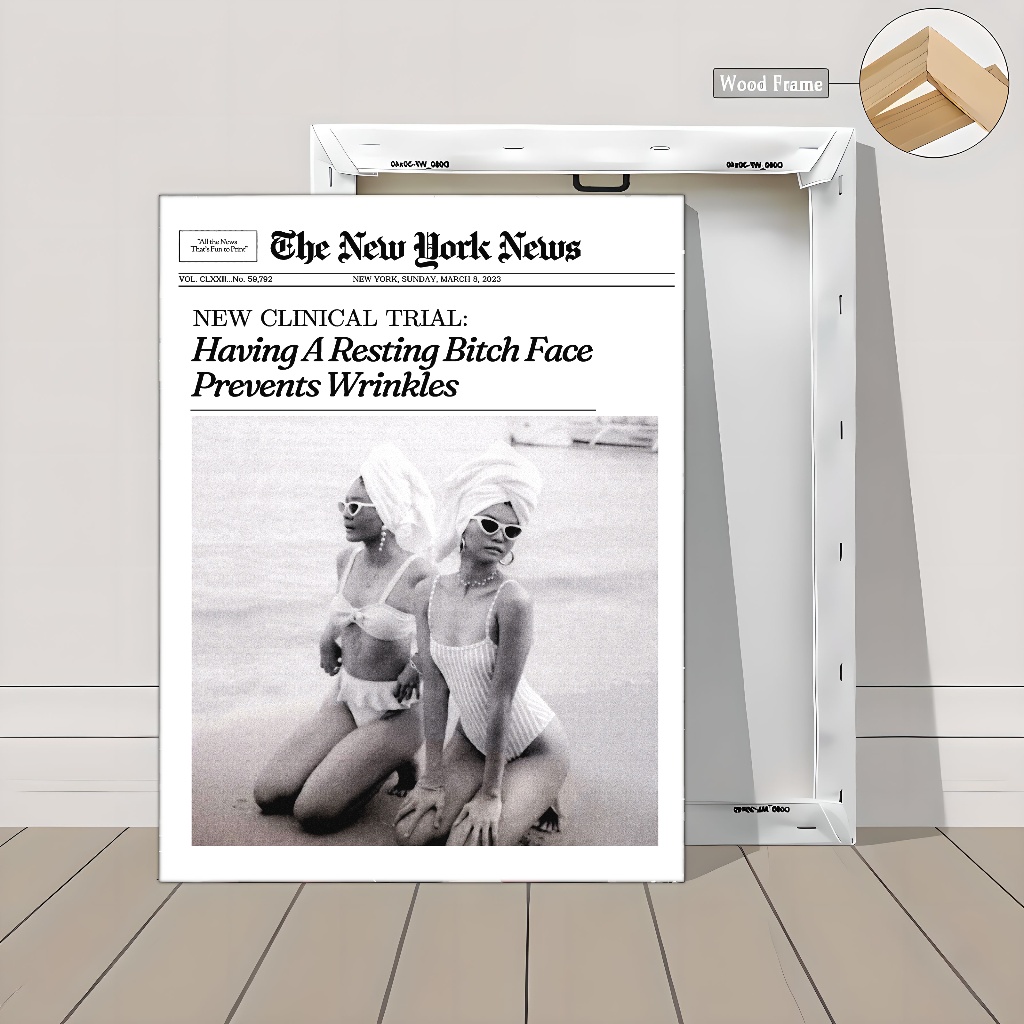 Wood Frame
"All the News
That's Fun to Print"
The New York News
VOL. CLXXII...No. 59,792
NEW YORK, SUNDAY, MARCH 8, 2023
NEW CLINICAL TRIAL:
Having A Resting Bitch Face
Prevents Wrinkles